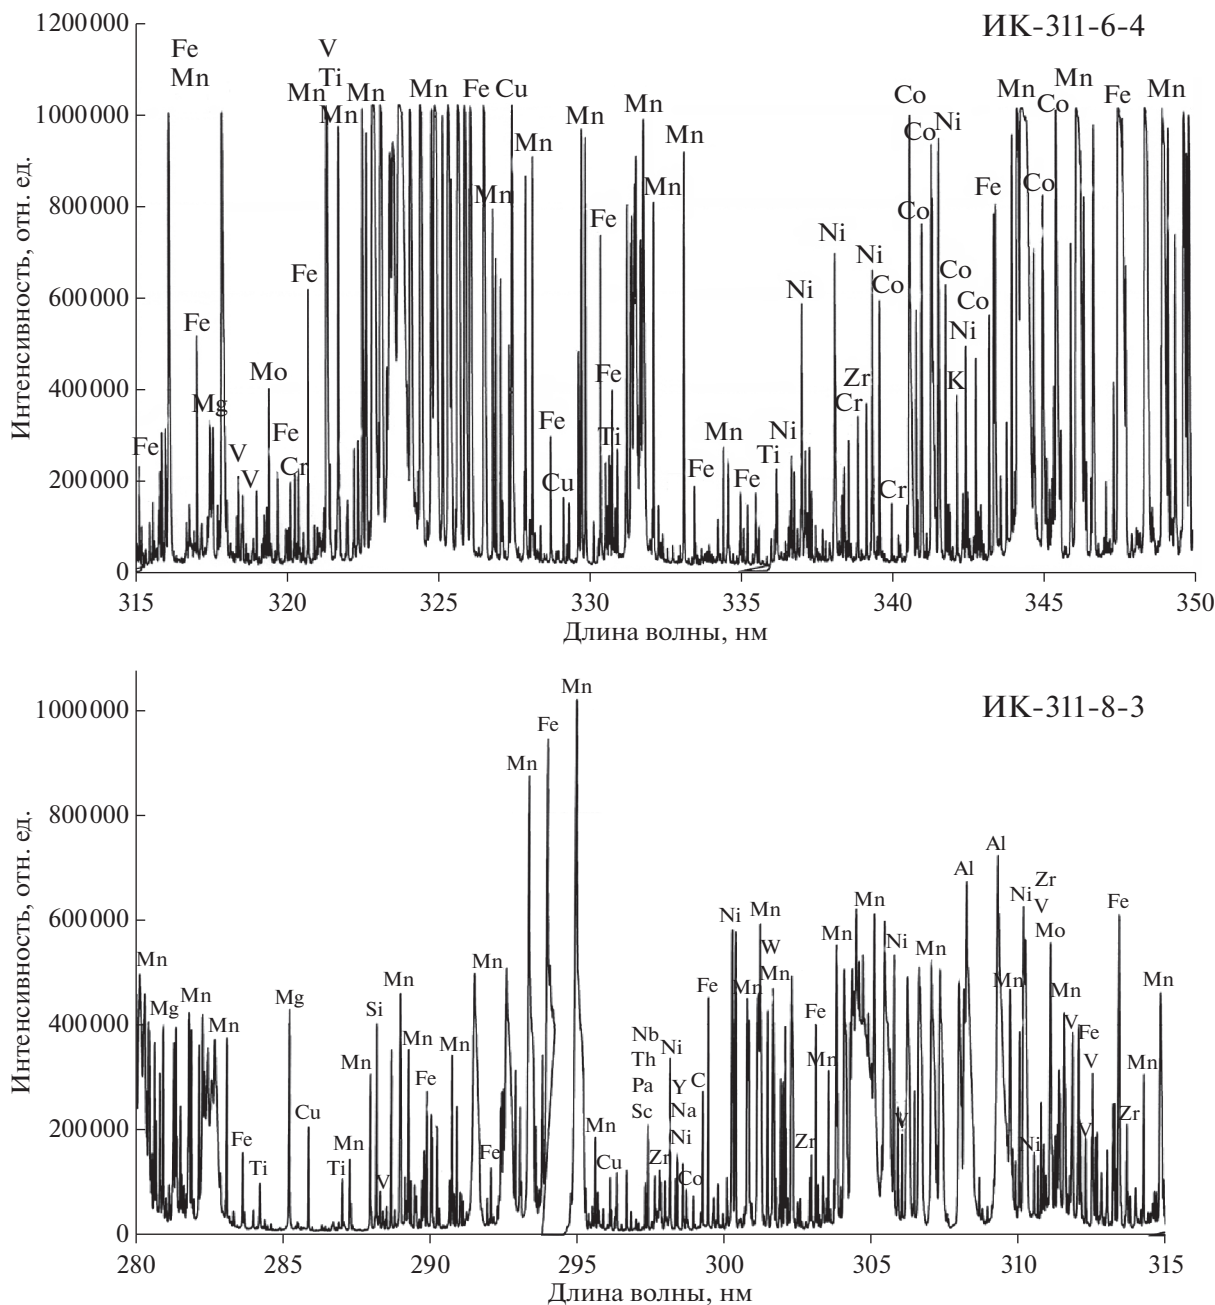 1200000
ИК-311-6-4
Fe
Mn
V
Ti
Mn
Mn
Mn
Mn
Fe
Cu
Mn
Mn
Mn
Mn
Mn
Mn
Co
Co
Ni
Mn
Co
Mn
Fe
Mn
1000000
800000
600000
400000
200000
0
Интенсивность, отн. ед.
Fe
Fe
Mg
V
V
Mo
Fe
Cr
Fe
Fe
Cu
Fe
Fe
Ti
Fe
Mn
Fe
Ti
Ni
Ni
Ni
Zr
Cr
Ni
Co
Cr
Co
Co
Co
Ni
K
Fe
Co
315
320
325
330
335
340
345
350
Длина волны, нм
ИК-311-8-3
1000000
800000
600000
400000
200000
0
Интенсивность, отн. ед.
Mn
Mg
Mn
Mn
Fe
Ti
Mg
Cu
Ti
Mn
Mn
Si
V
Mn
Mn
Fe
Mn
Mn
Fe
Mn
Fe
Mn
Mn
Cu
Nb
Th
Pa
Sc
Zr
Ni
Y
Na
Ni
Co
C
Fe
Ni
Mn
Mn
W
Mn
Zr
Fe
Mn
Mn
Mn
Ni
V
Mn
Al
Al
Mn
Ni
Ni
Zr
V
Mo
Mn
V
Fe
V
Fe
Zr
Mn
Mn
280
285
290
295
300
305
310
315
Длина волны, нм